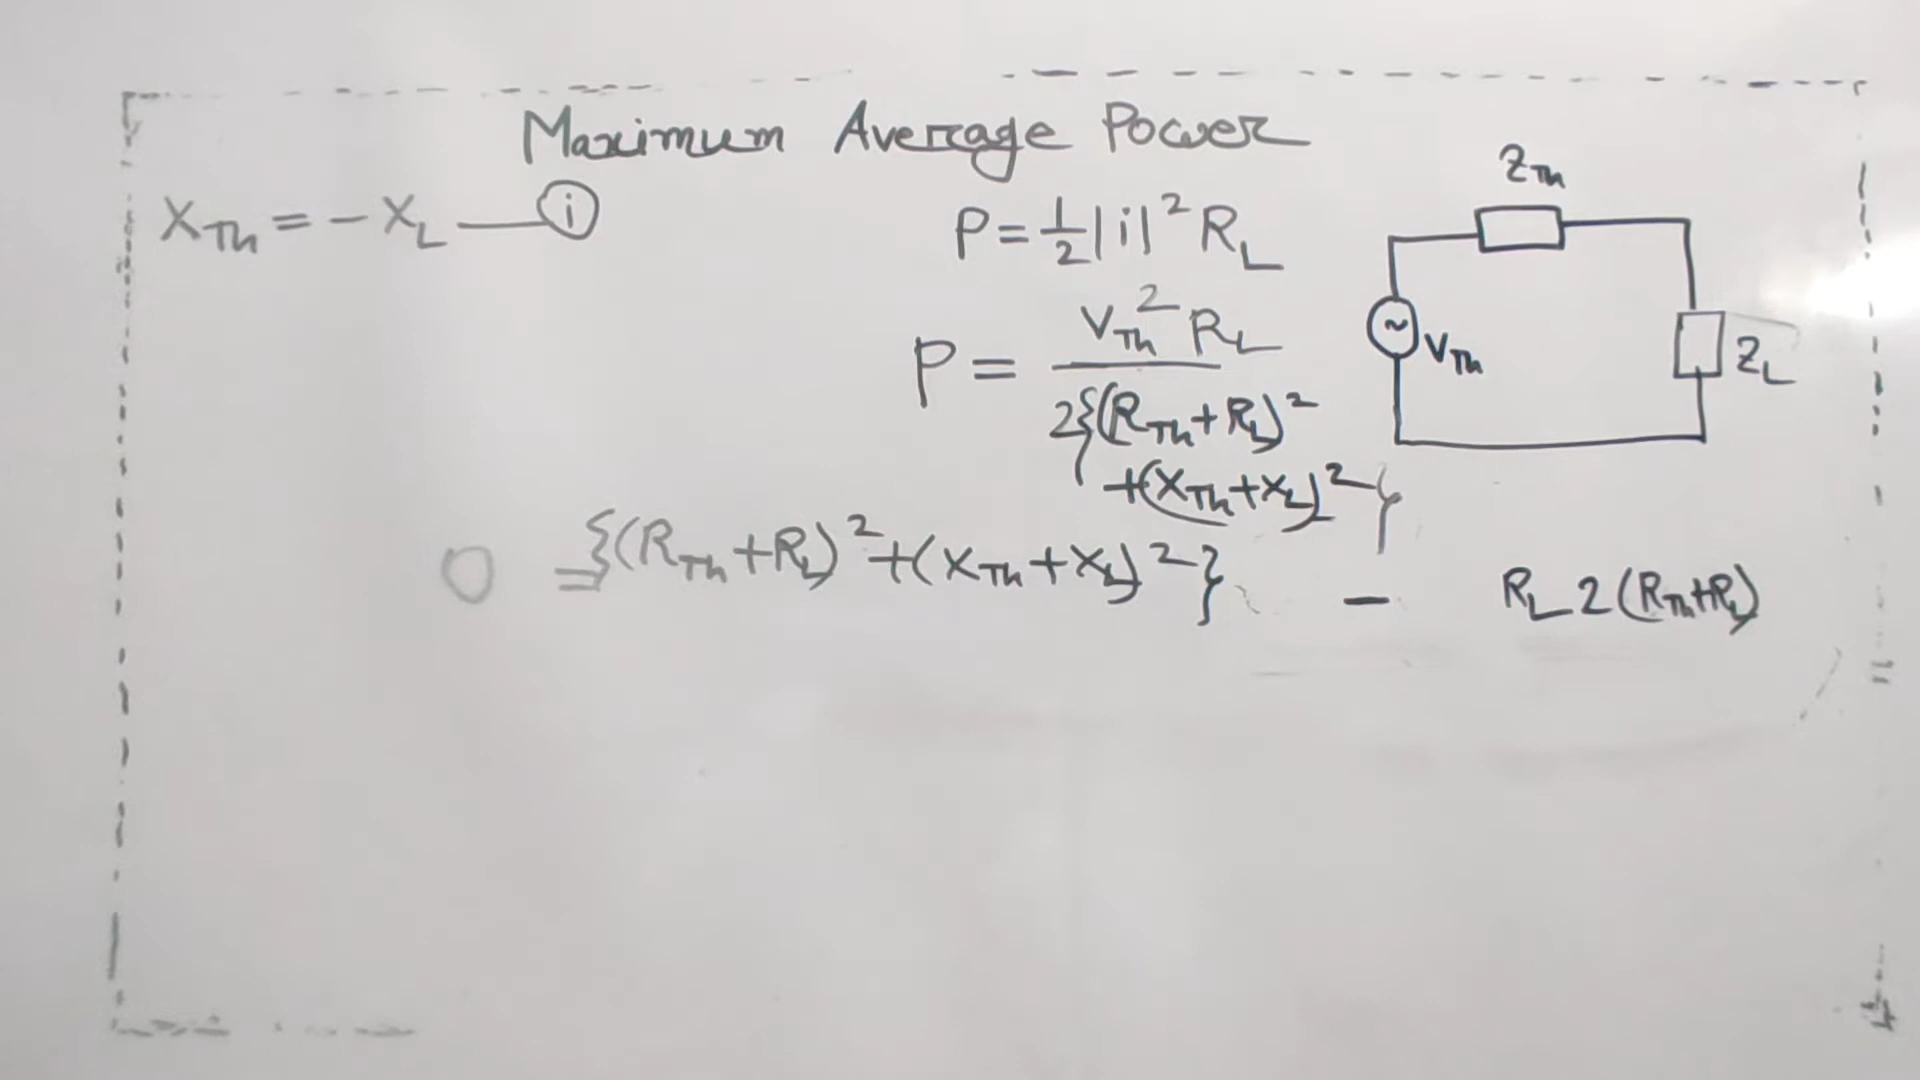 Maximum Average Power
X_Th = - X_L — (i)
P = 1/2 |i|² R_L
P = V_Th² R_L / 2{(R_Th + R_L)² + (X_Th + X_L)²}
Z_Th
V_Th
Z_L
0 = {(R_Th + R_L)² + (X_Th + X_L)²} - R_L 2(R_Th + R_L)